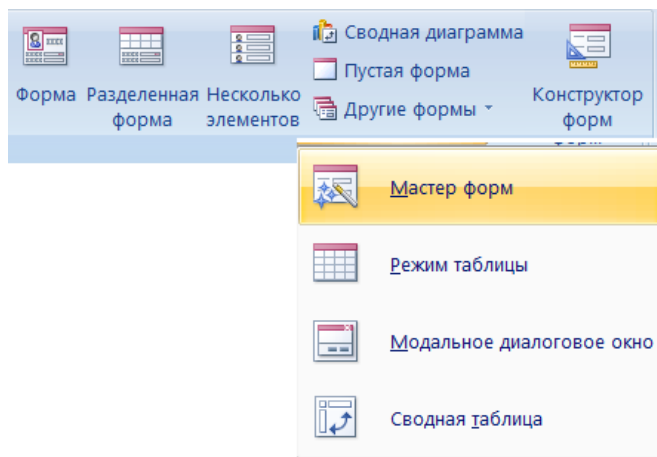 Форма
Разделенная
форма
Несколько
элементов
Сводная диаграмма
Пустая форма
Другие формы
Конструктор
форм
Мастер форм
Режим таблицы
Модальное диалоговое окно
Сводная таблица